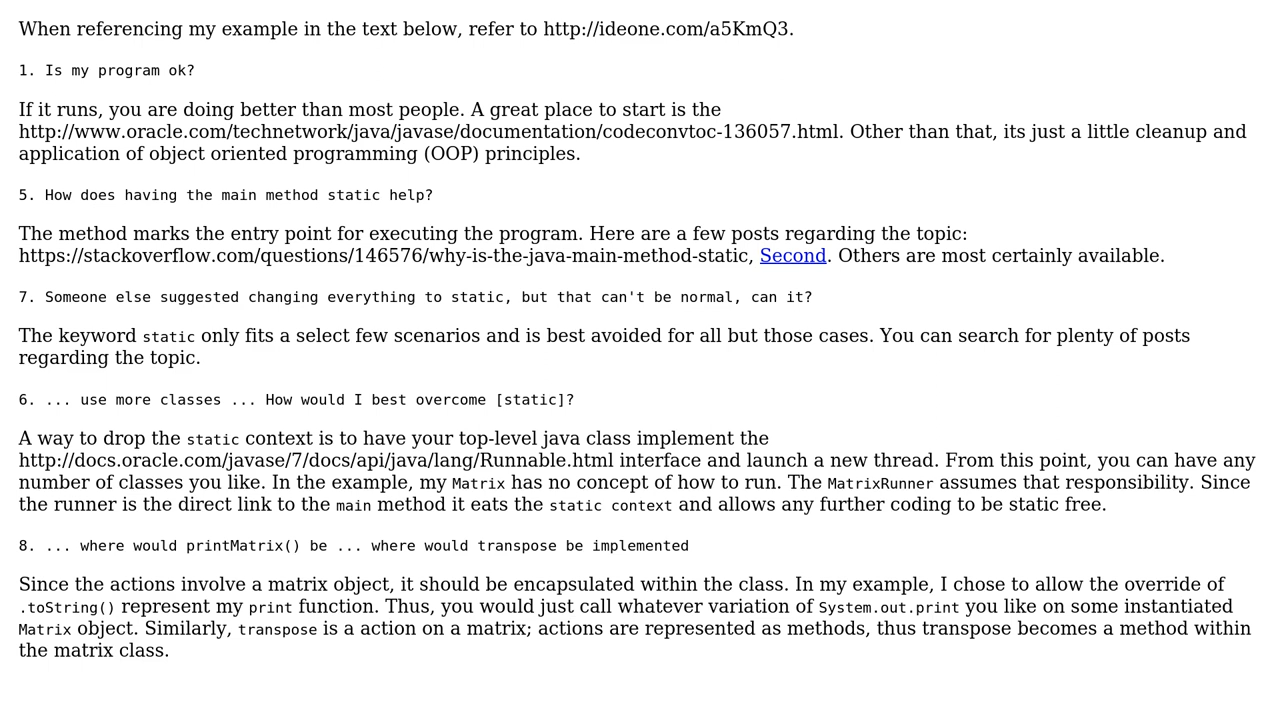 When referencing my example in the text below, refer to http://ideone.com/a5KmQ3.
1. Is my program ok?
If it runs, you are doing better than most people. A great place to start is the
http://www.oracle.com/technetwork/java/javase/documentation/codeconvtoc-136057.html. Other than that, its just a little cleanup and
application of object oriented programming (OOP) principles.
5. How does having the main method static help?
The method marks the entry point for executing the program. Here are a few posts regarding the topic:
https://stackoverflow.com/questions/146576/why-is-the-java-main-method-static, Second. Others are most certainly available.
7. Someone else suggested changing everything to static, but that can't be normal, can it?
The keyword static only fits a select few scenarios and is best avoided for all but those cases. You can search for plenty of posts
regarding the topic.
6. ... use more classes ... How would I best overcome [static]?
A way to drop the static context is to have your top-level java class implement the
http://docs.oracle.com/javase/7/docs/api/java/lang/Runnable.html interface and launch a new thread. From this point, you can have any
number of classes you like. In the example, my Matrix has no concept of how to run. The MatrixRunner assumes that responsibility. Since
the runner is the direct link to the main method it eats the static context and allows any further coding to be static free.
8. ... where would printMatrix() be ... where would transpose be implemented
Since the actions involve a matrix object, it should be encapsulated within the class. In my example, I chose to allow the override of
.toString() represent my print function. Thus, you would just call whatever variation of System.out.print you like on some instantiated
Matrix object. Similarly, transpose is a action on a matrix; actions are represented as methods, thus transpose becomes a method within
the matrix class.